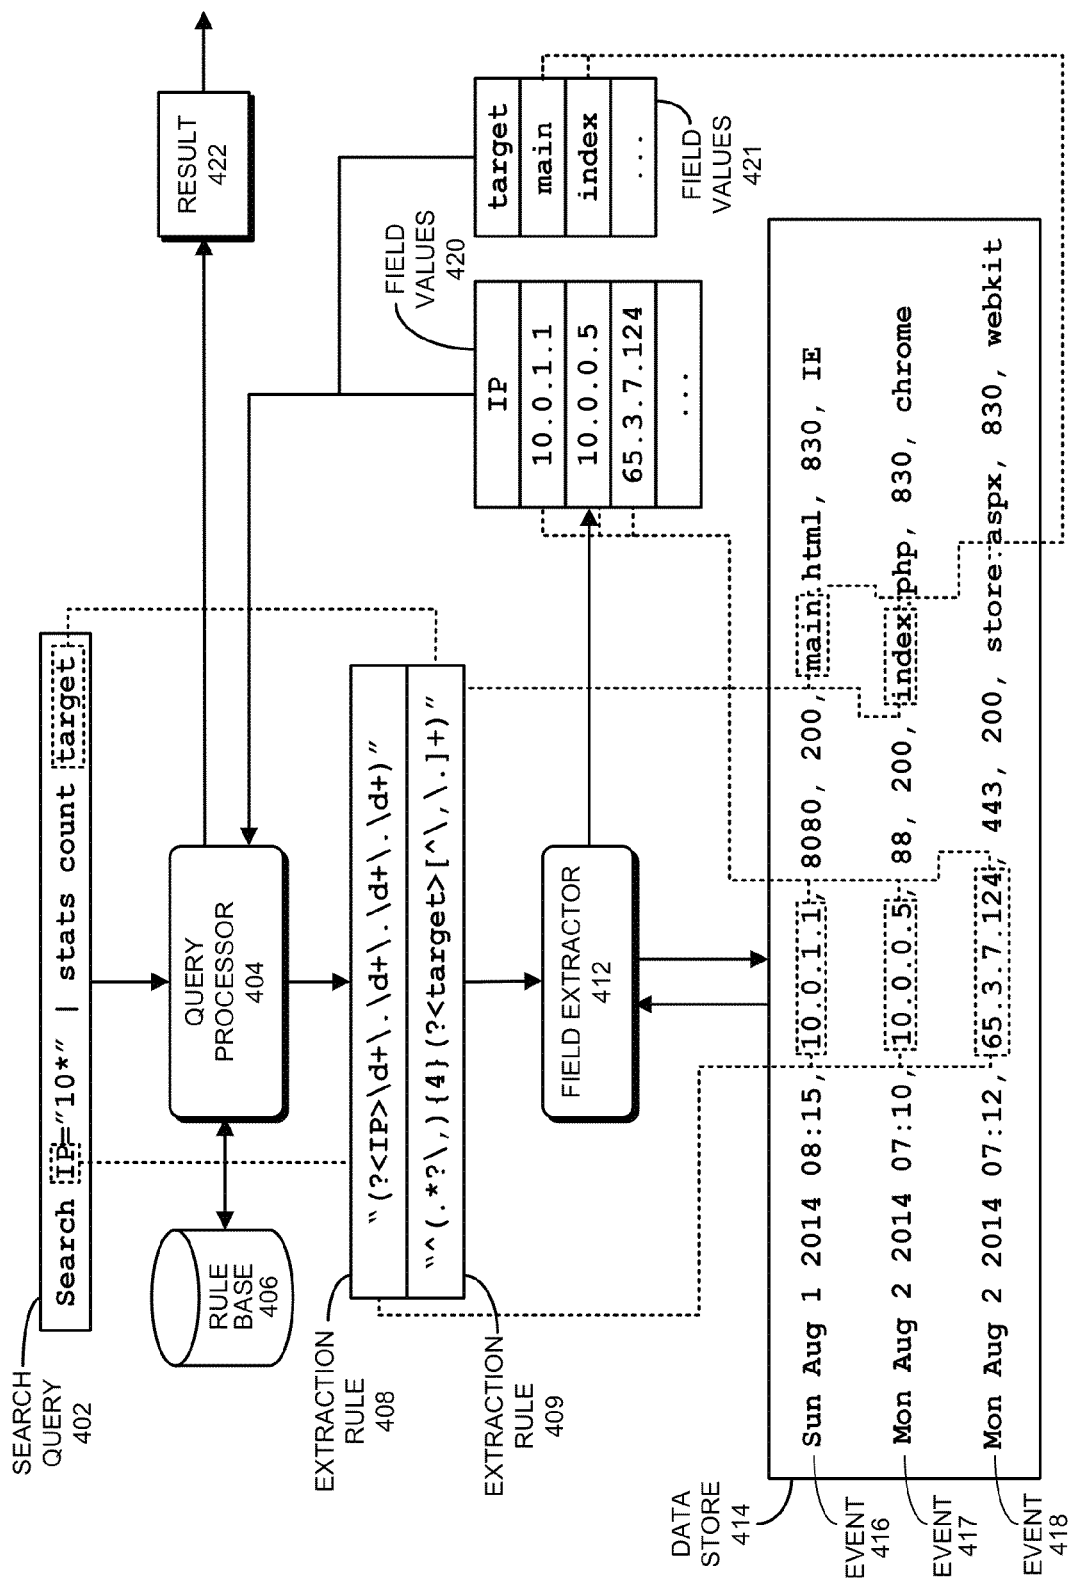 SEARCH
QUERY
402
Search IP="10*" | stats count target
RULE
BASE
406
QUERY
PROCESSOR
404
RESULT
422
EXTRACTION
RULE
408
"(?<IP>\d+\.\d+\.\d+\.\d+)"
EXTRACTION
RULE
409
"^(.*?\,){4}(?<target>[^\,\.]+)"
FIELD EXTRACTOR
412
FIELD
VALUES
420
IP
10.0.1.1
10.0.0.5
65.3.7.124
...
target
main
index
...
FIELD
VALUES
421
DATA
STORE
414
EVENT
416
Sun Aug 1 2014 08:15, 10.0.1.1, 8080, 200, main.html, 830, IE
EVENT
417
Mon Aug 2 2014 07:10, 10.0.0.5, 88, 200, index.php, 830, chrome
EVENT
418
Mon Aug 2 2014 07:12, 65.3.7.124, 443, 200, store.aspx, 830, webkit